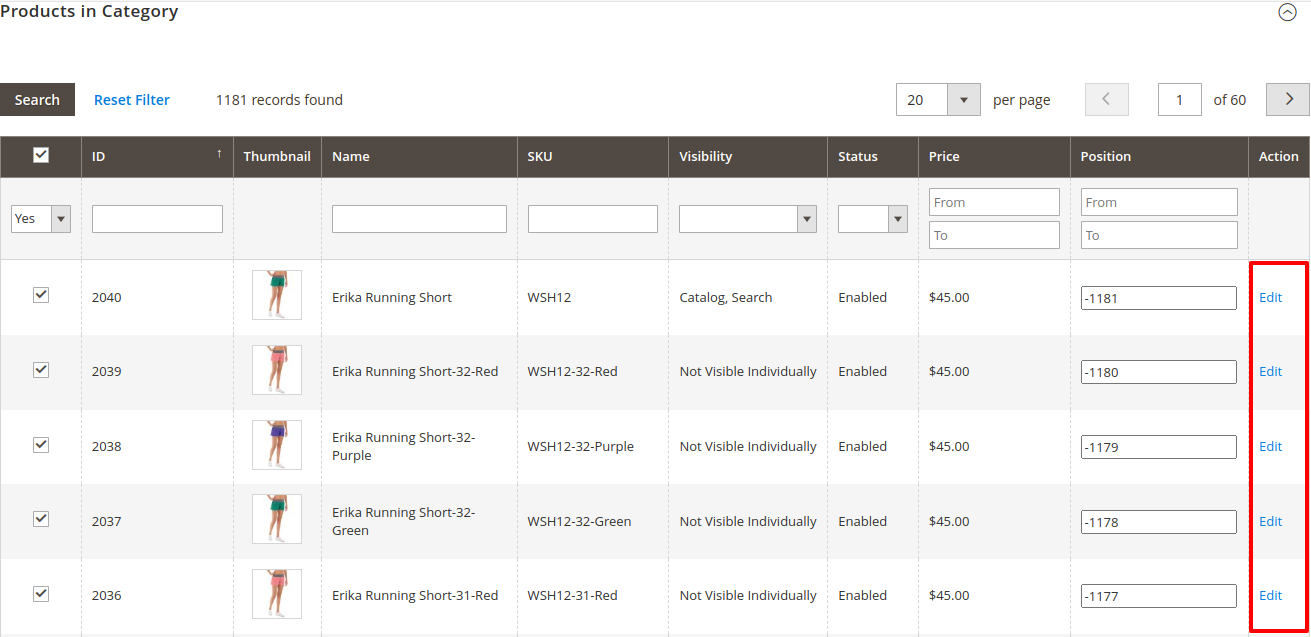 Products in Category
Search Reset Filter 1181 records found 20 per page 1 of 60
ID ↑ Thumbnail Name SKU Visibility Status Price Position Action
Yes From From
To To
2040 Erika Running Short WSH12 Catalog, Search Enabled $45.00 -1181 Edit
2039 Erika Running Short-32-Red WSH12-32-Red Not Visible Individually Enabled $45.00 -1180 Edit
2038 Erika Running Short-32-
Purple WSH12-32-Purple Not Visible Individually Enabled $45.00 -1179 Edit
2037 Erika Running Short-32-
Green WSH12-32-Green Not Visible Individually Enabled $45.00 -1178 Edit
2036 Erika Running Short-31-Red WSH12-31-Red Not Visible Individually Enabled $45.00 -1177 Edit